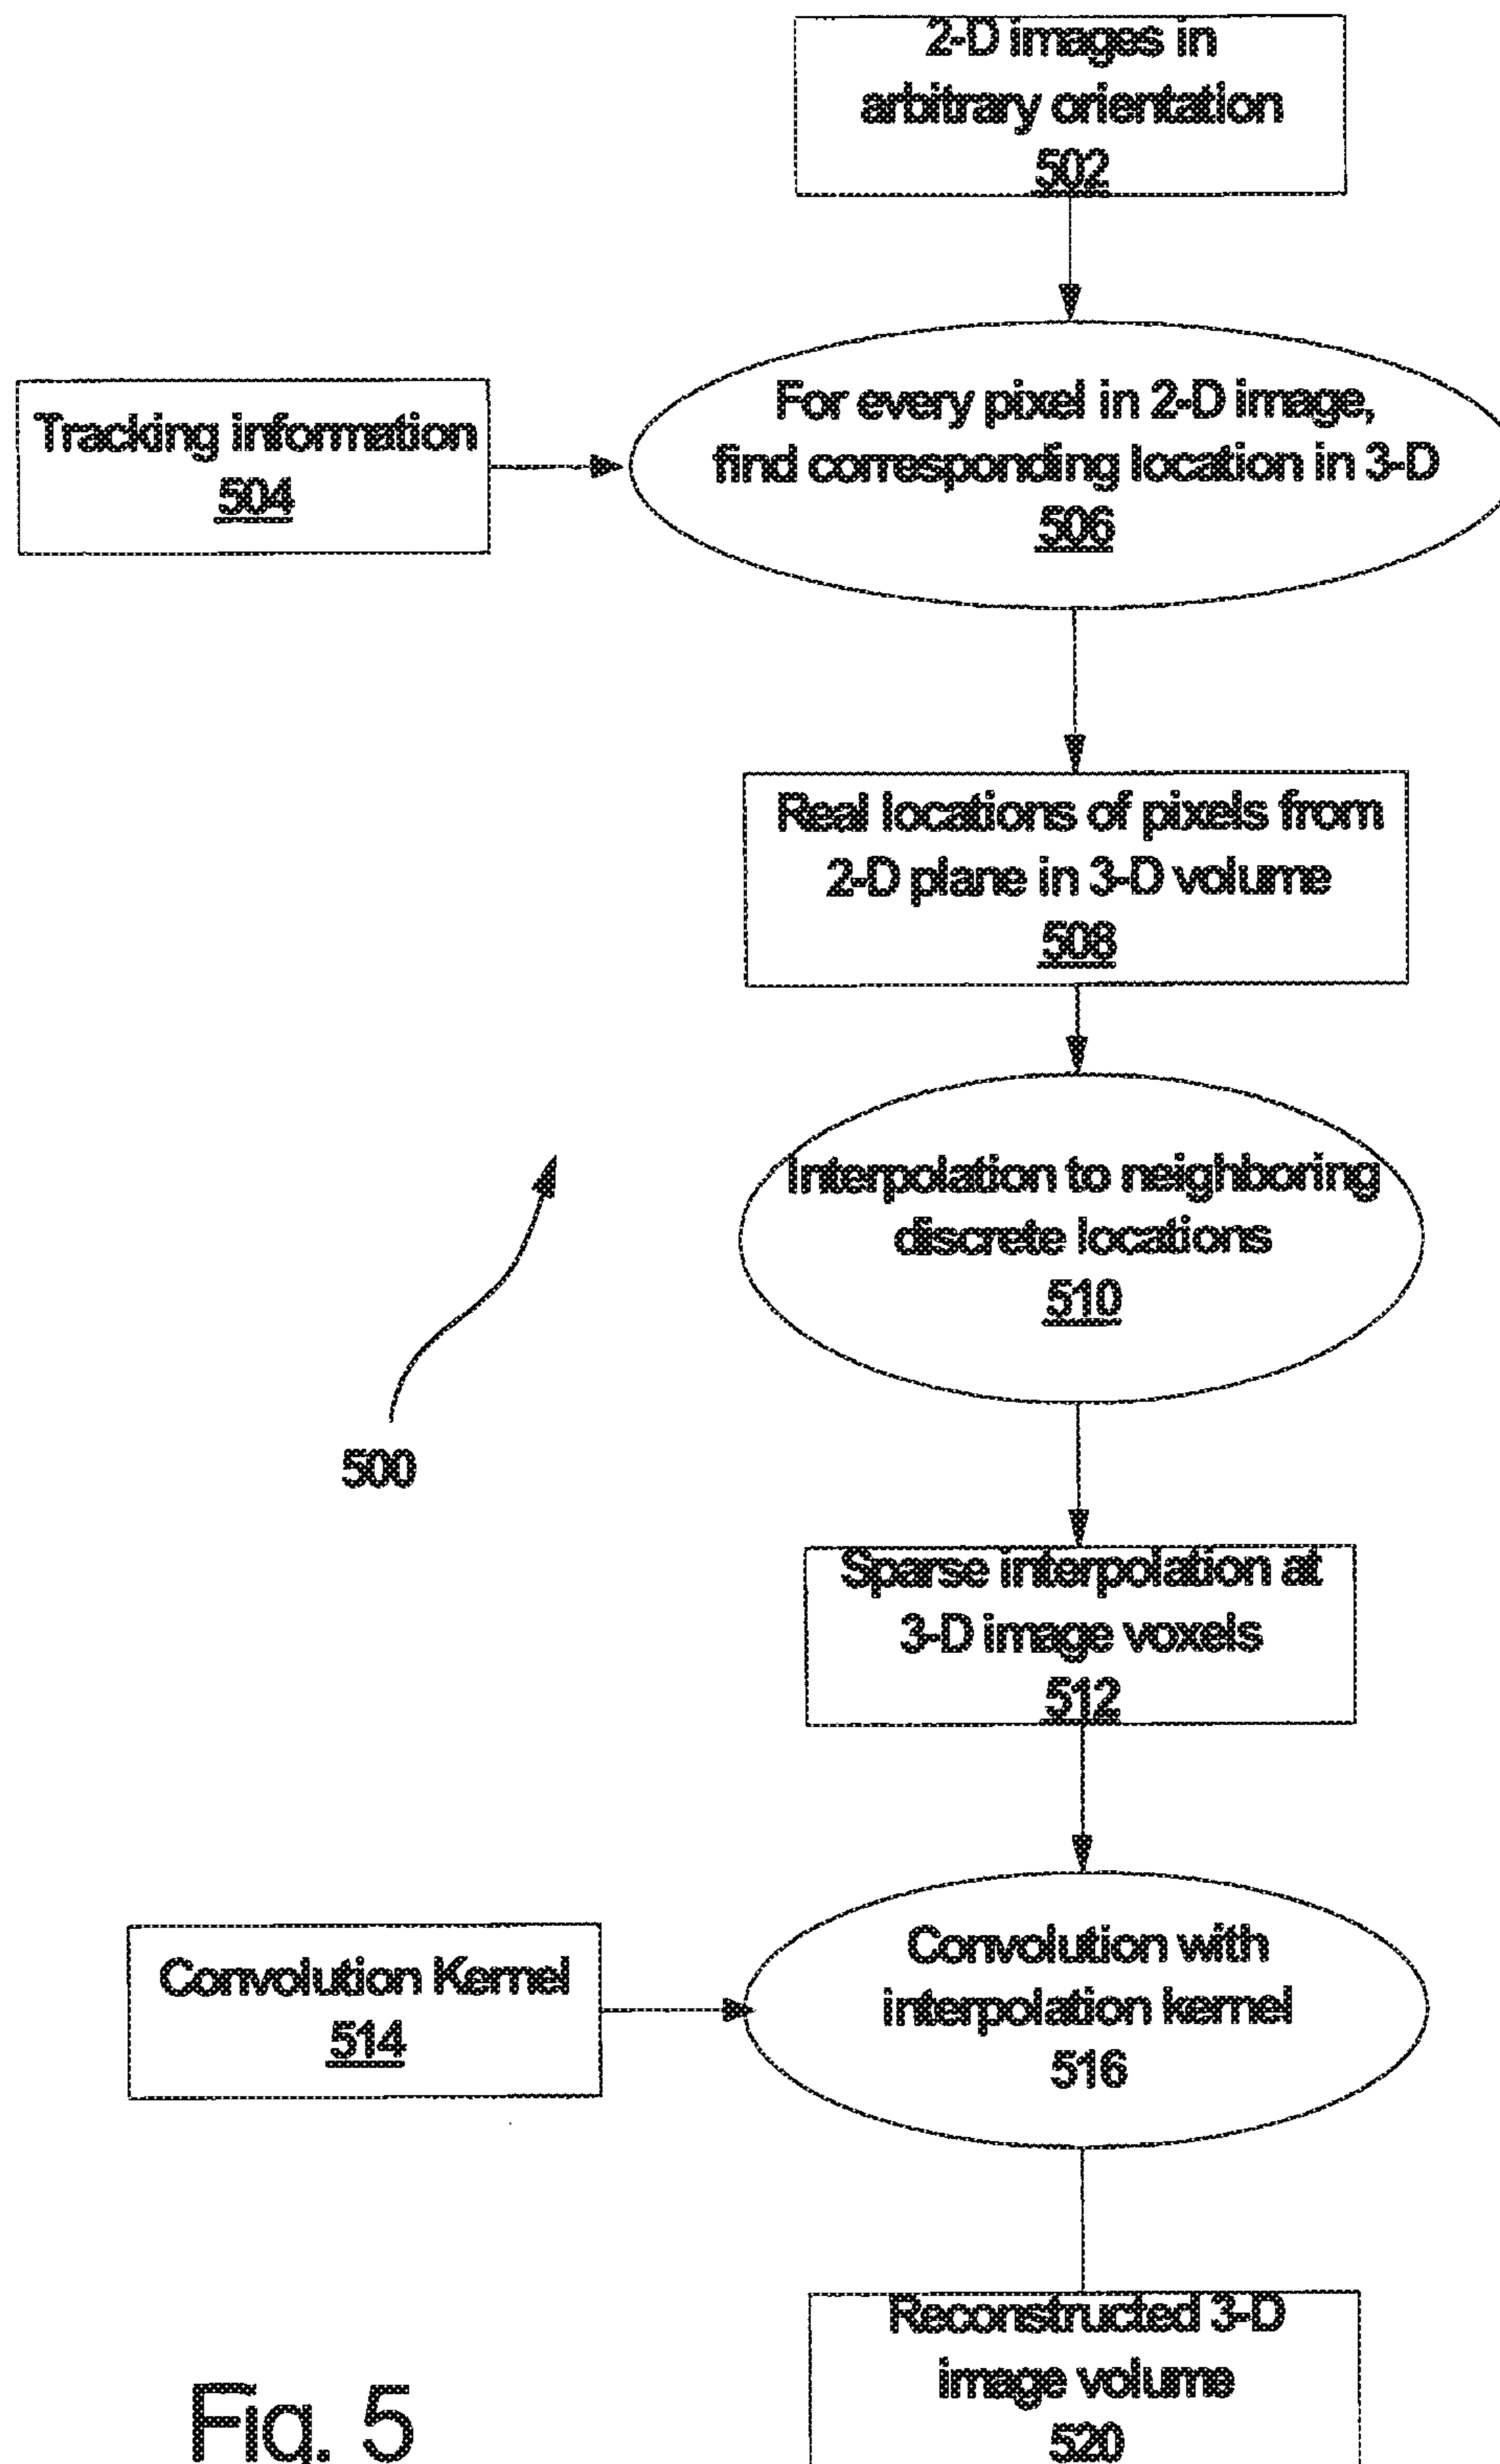 2-D images in
arbitrary orientation
502
Tracking information
504
For every pixel in 2-D image,
find corresponding location in 3-D
506
Real locations of pixels from
2-D plane in 3-D volume
508
Interpolation to neighboring
discrete locations
510
500
Sparse interpolation at
3-D image voxels
512
Convolution Kernel
514
Convolution with
interpolation kernel
516
Reconstructed 3-D
image volume
520
Fig. 5